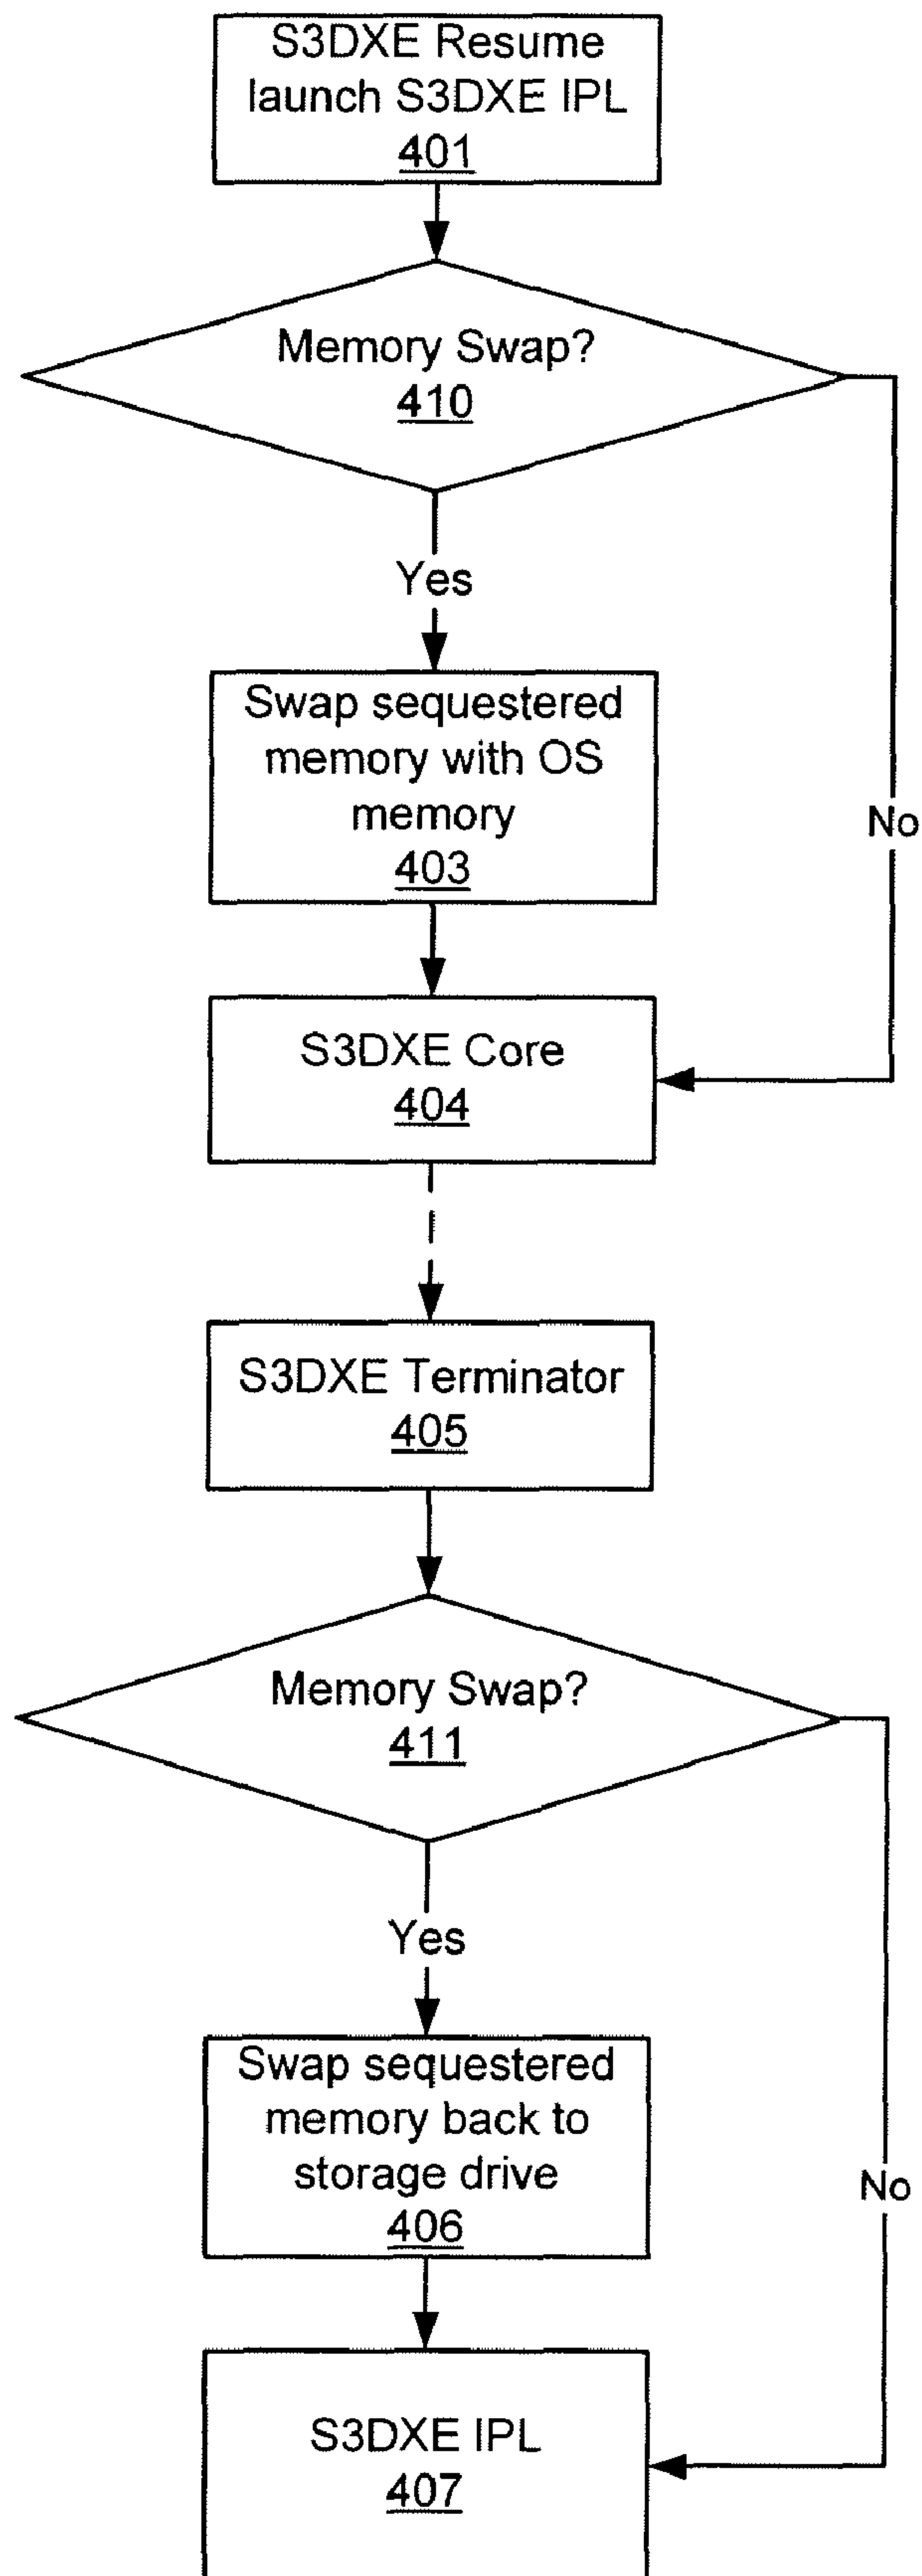 S3DXE Resume
launch S3DXE IPL
401
Memory Swap?
410
Yes
Swap sequestered
memory with OS
memory
403
No
S3DXE Core
404
S3DXE Terminator
405
Memory Swap?
411
Yes
Swap sequestered
memory back to
storage drive
406
No
S3DXE IPL
407